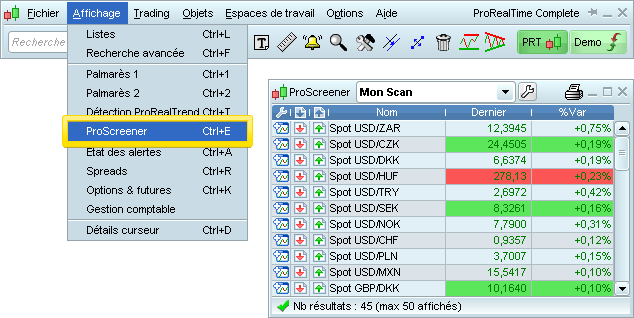 Fichier Affichage Trading Objets Espaces de travail Options Aide ProRealTime Complete
Recherche
PRT Demo
Listes Ctrl+L
Recherche avancée Ctrl+F
Palmarès 1 Ctrl+1
Palmarès 2 Ctrl+2
Détection ProRealTrend Ctrl+T
ProScreener Ctrl+E
Etat des alertes Ctrl+A
Spreads Ctrl+R
Options & futures Ctrl+K
Gestion comptable
Détails curseur Ctrl+D
ProScreener Mon Scan
Nom Dernier %Var
Spot USD/ZAR 12,3945 +0,75%
Spot USD/CZK 24,4505 +0,19%
Spot USD/DKK 6,6374 +0,19%
Spot USD/HUF 278,13 +0,23%
Spot USD/TRY 2,6972 +0,42%
Spot USD/SEK 8,3261 +0,16%
Spot USD/NOK 7,7900 +0,31%
Spot USD/CHF 0,9357 +0,12%
Spot USD/PLN 3,7007 +0,15%
Spot USD/MXN 15,5417 +0,10%
Spot GBP/DKK 10,1640 +0,10%
Nb résultats : 45 (max 50 affichés)